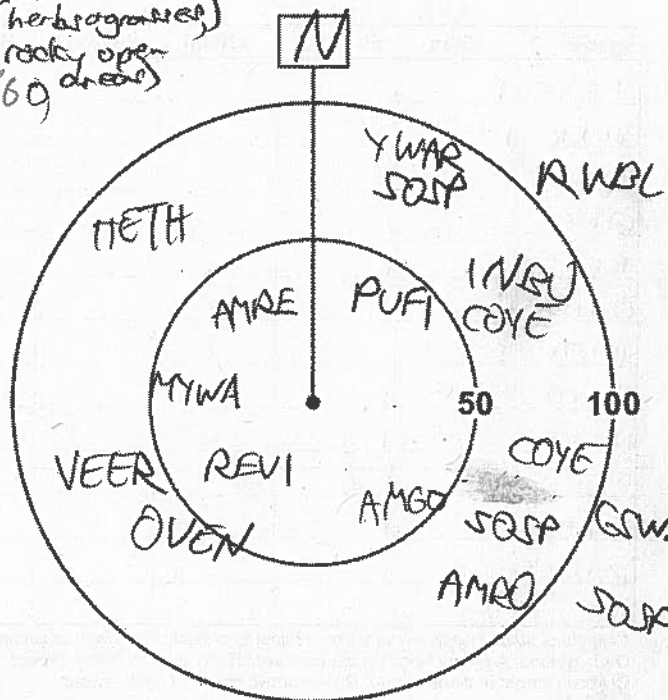 herbs&grasses,)
rocky open
60 areas)
N
YWAR
SOSP
RWBL
HETH
INBU
COYE
AMRE
PUFI
MYWA
50
100
COYE
VEER
REVI
AMGO
OVEN
SOSP
AMRO
SOSP